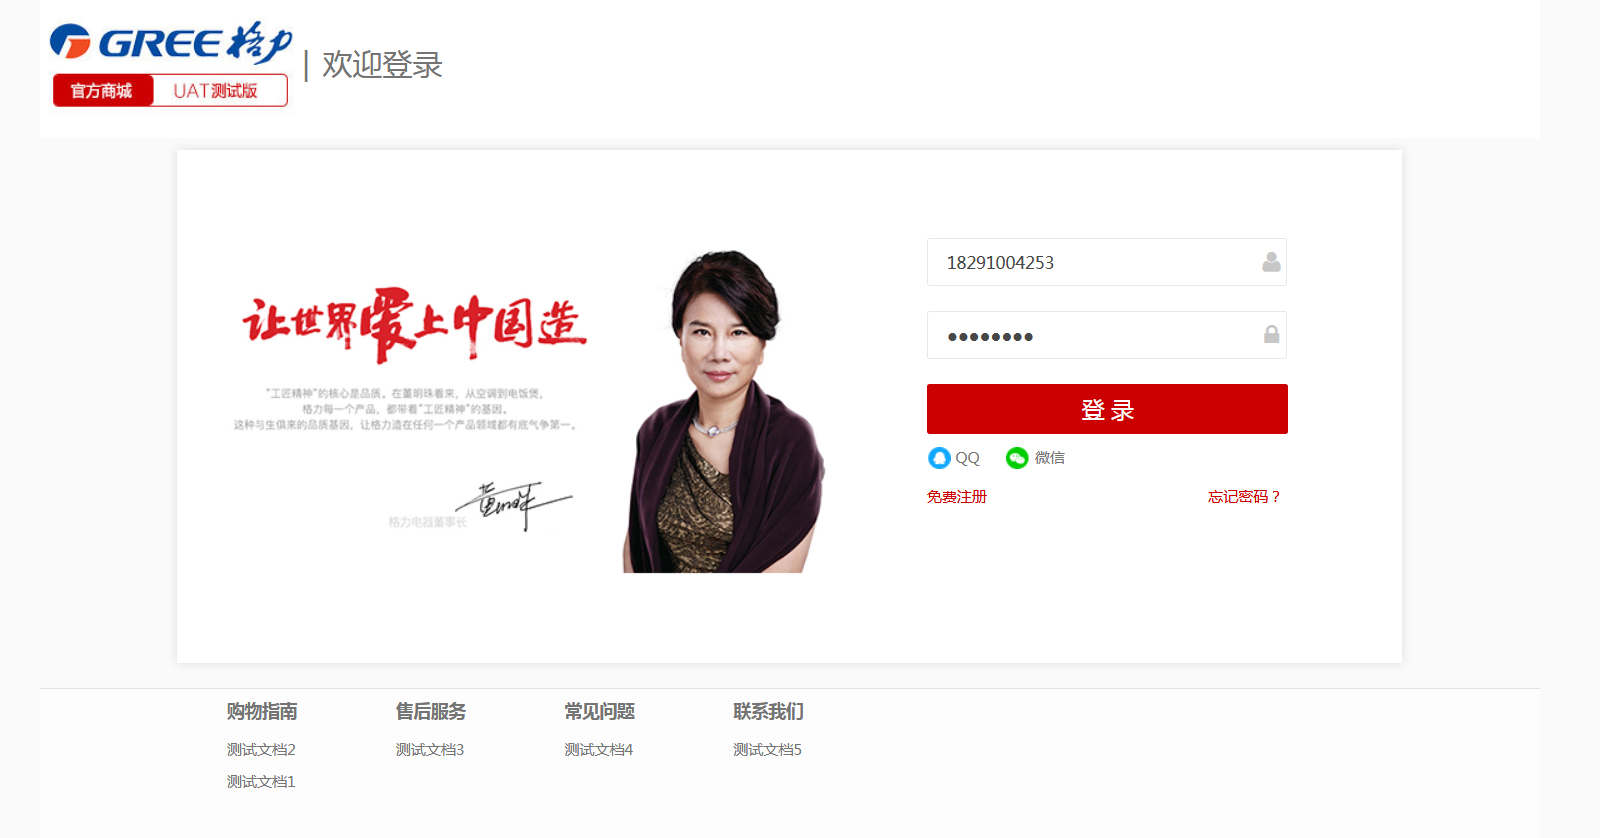 GREE格力
官方商城 UAT测试版
| 欢迎登录
让世界爱上中国造
“工匠精神”的核心是品质。在董明珠看来，从空调到电饭煲，
格力每一个产品，都带着“工匠精神”的基因。
这种与生俱来的品质基因，让格力造在任何一个产品领域都有底气争第一。
格力电器董事长
18291004253
●●●●●●●●
登录
QQ 微信
免费注册 忘记密码？
购物指南 售后服务 常见问题 联系我们
测试文档2 测试文档3 测试文档4 测试文档5
测试文档1